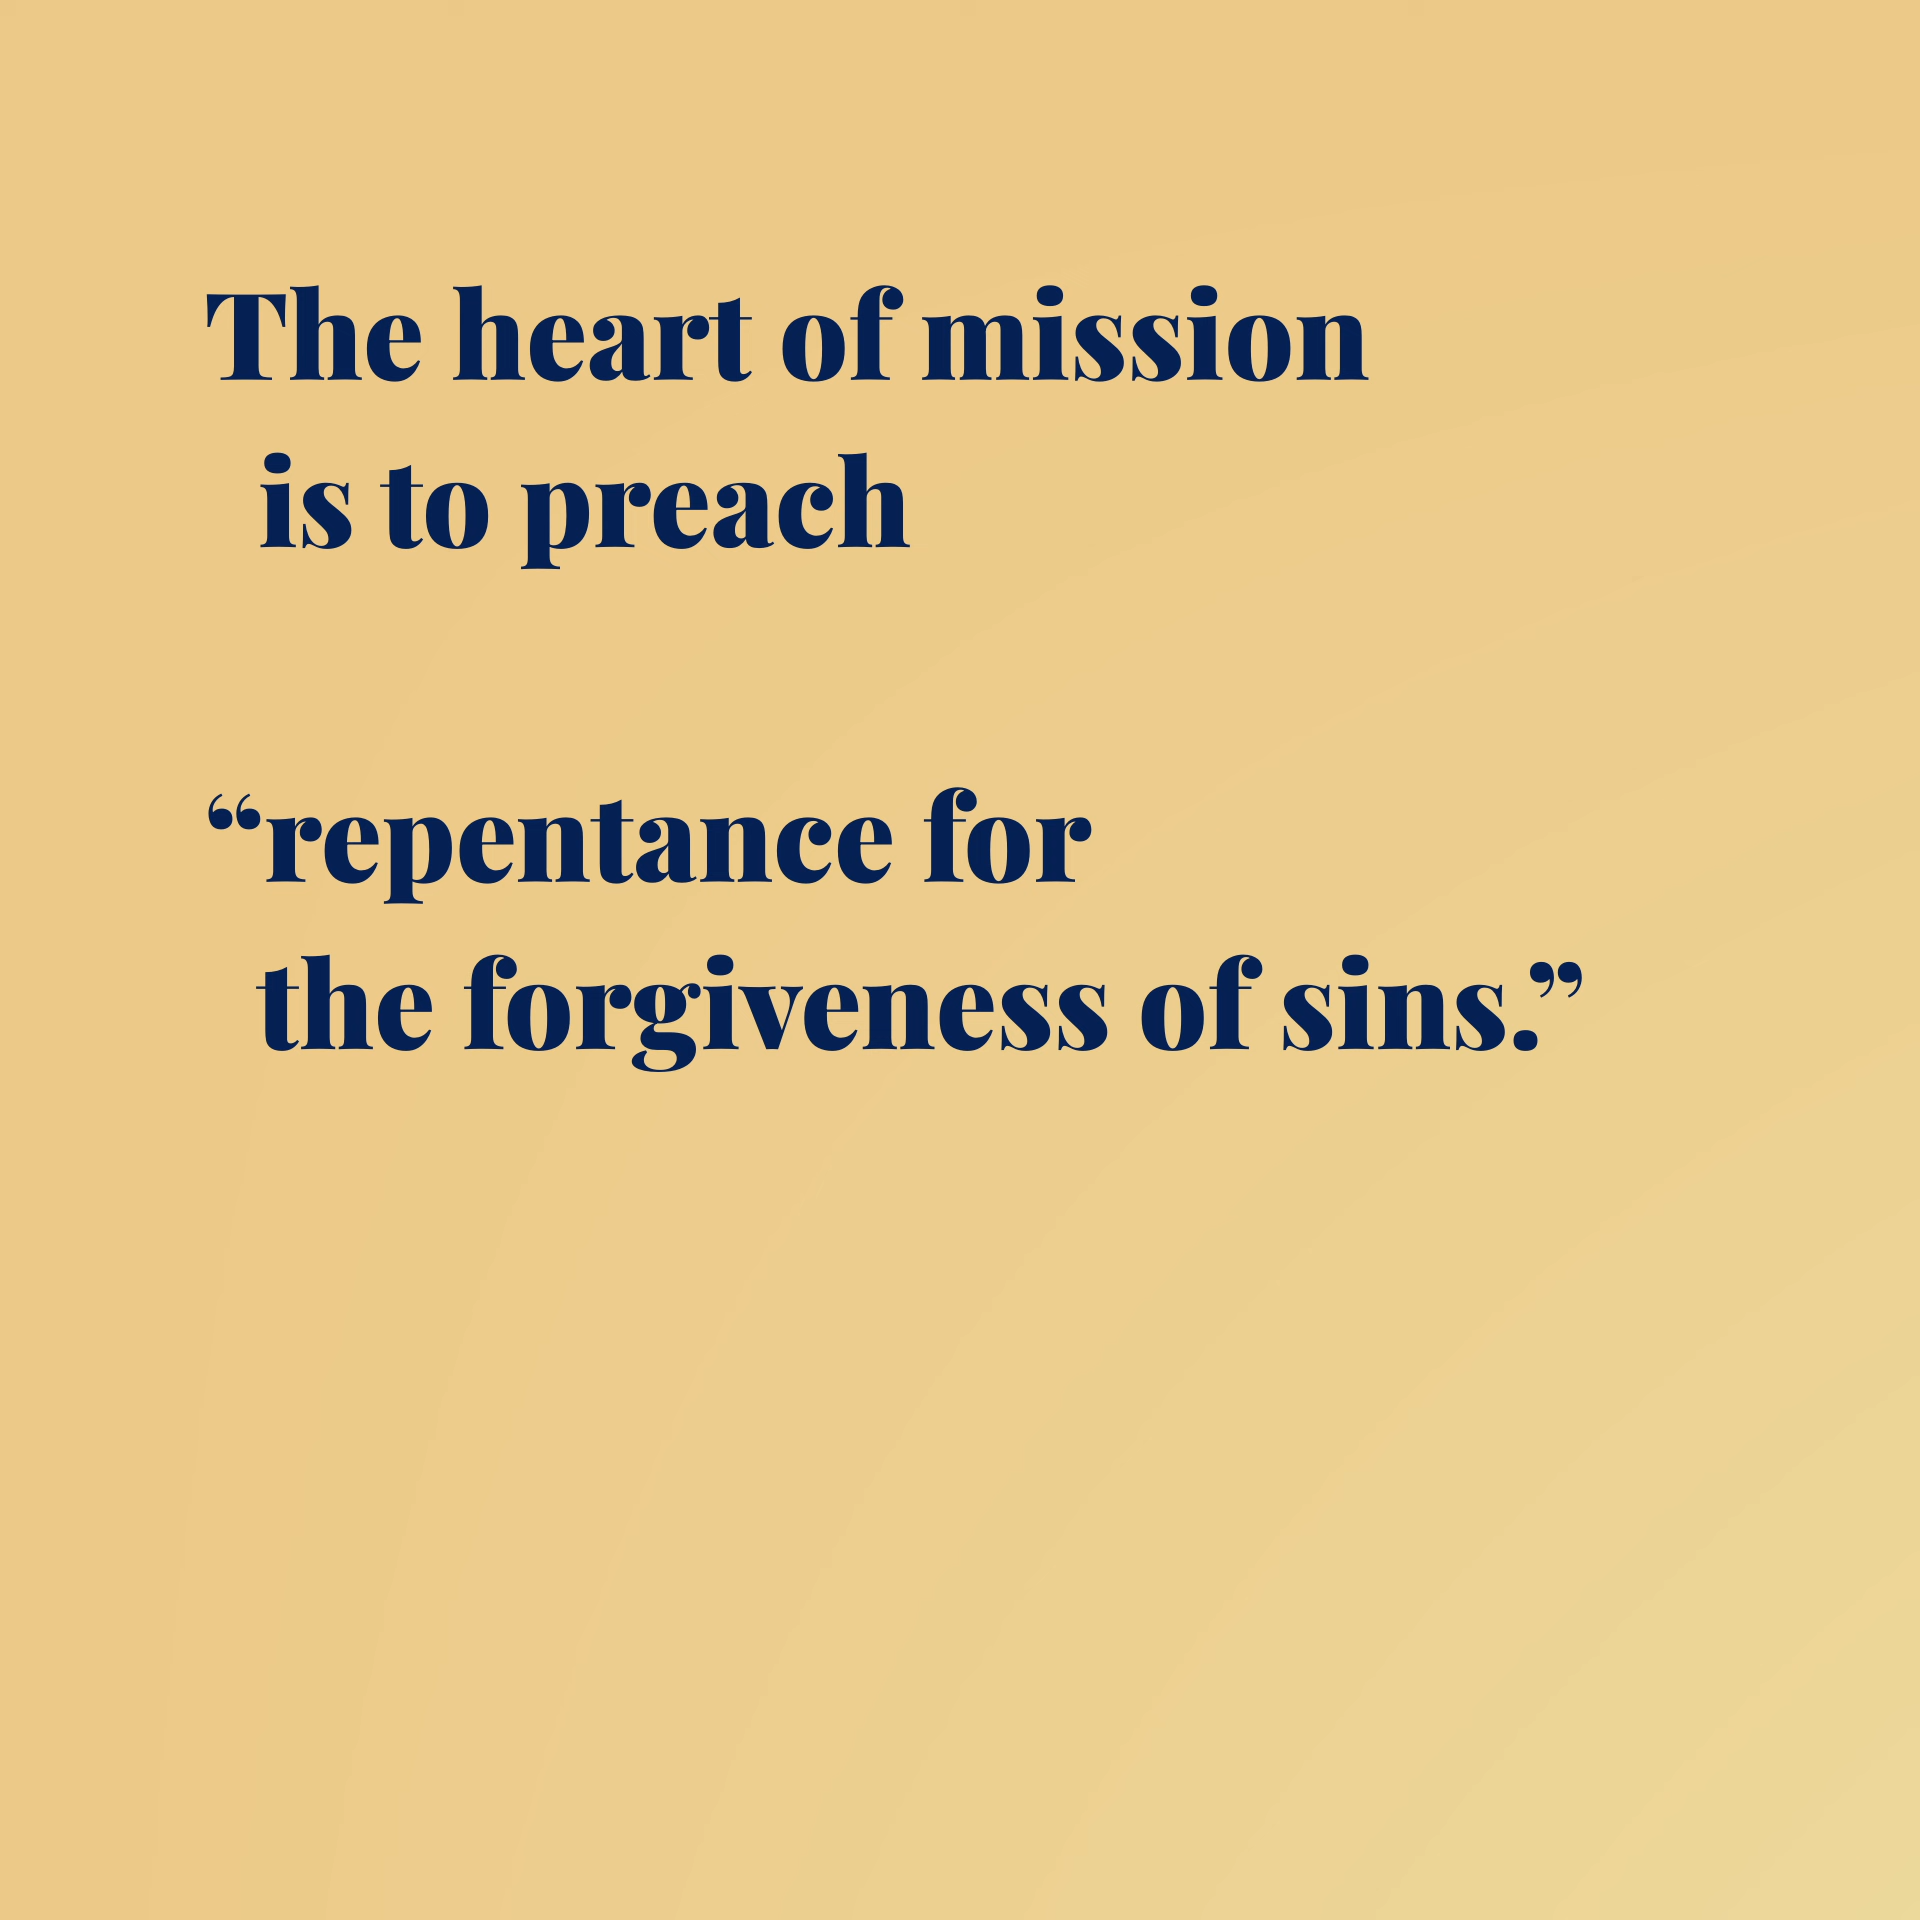 The heart of mission
is to preach
“repentance for
the forgiveness of sins.”